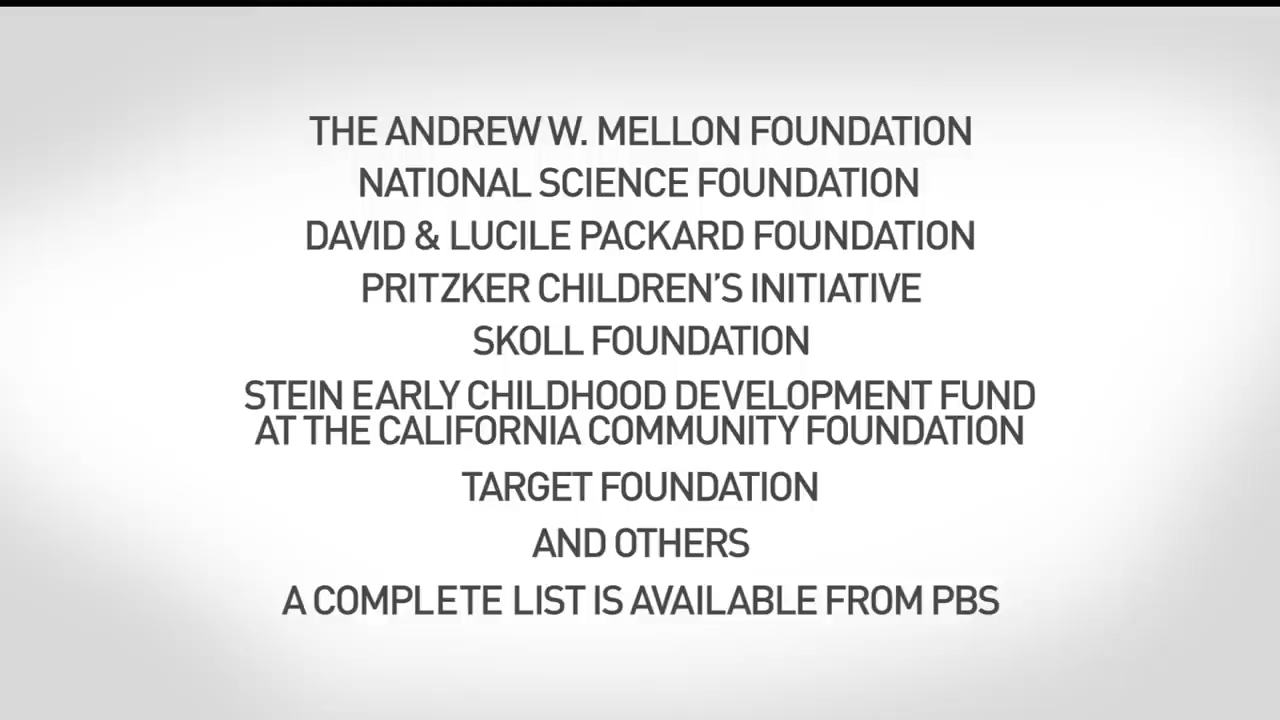 THE ANDREW W. MELLON FOUNDATION
NATIONAL SCIENCE FOUNDATION
DAVID & LUCILE PACKARD FOUNDATION
PRITZKER CHILDREN'S INITIATIVE
SKOLL FOUNDATION
STEIN EARLY CHILDHOOD DEVELOPMENT FUND
AT THE CALIFORNIA COMMUNITY FOUNDATION
TARGET FOUNDATION
AND OTHERS
A COMPLETE LIST IS AVAILABLE FROM PBS